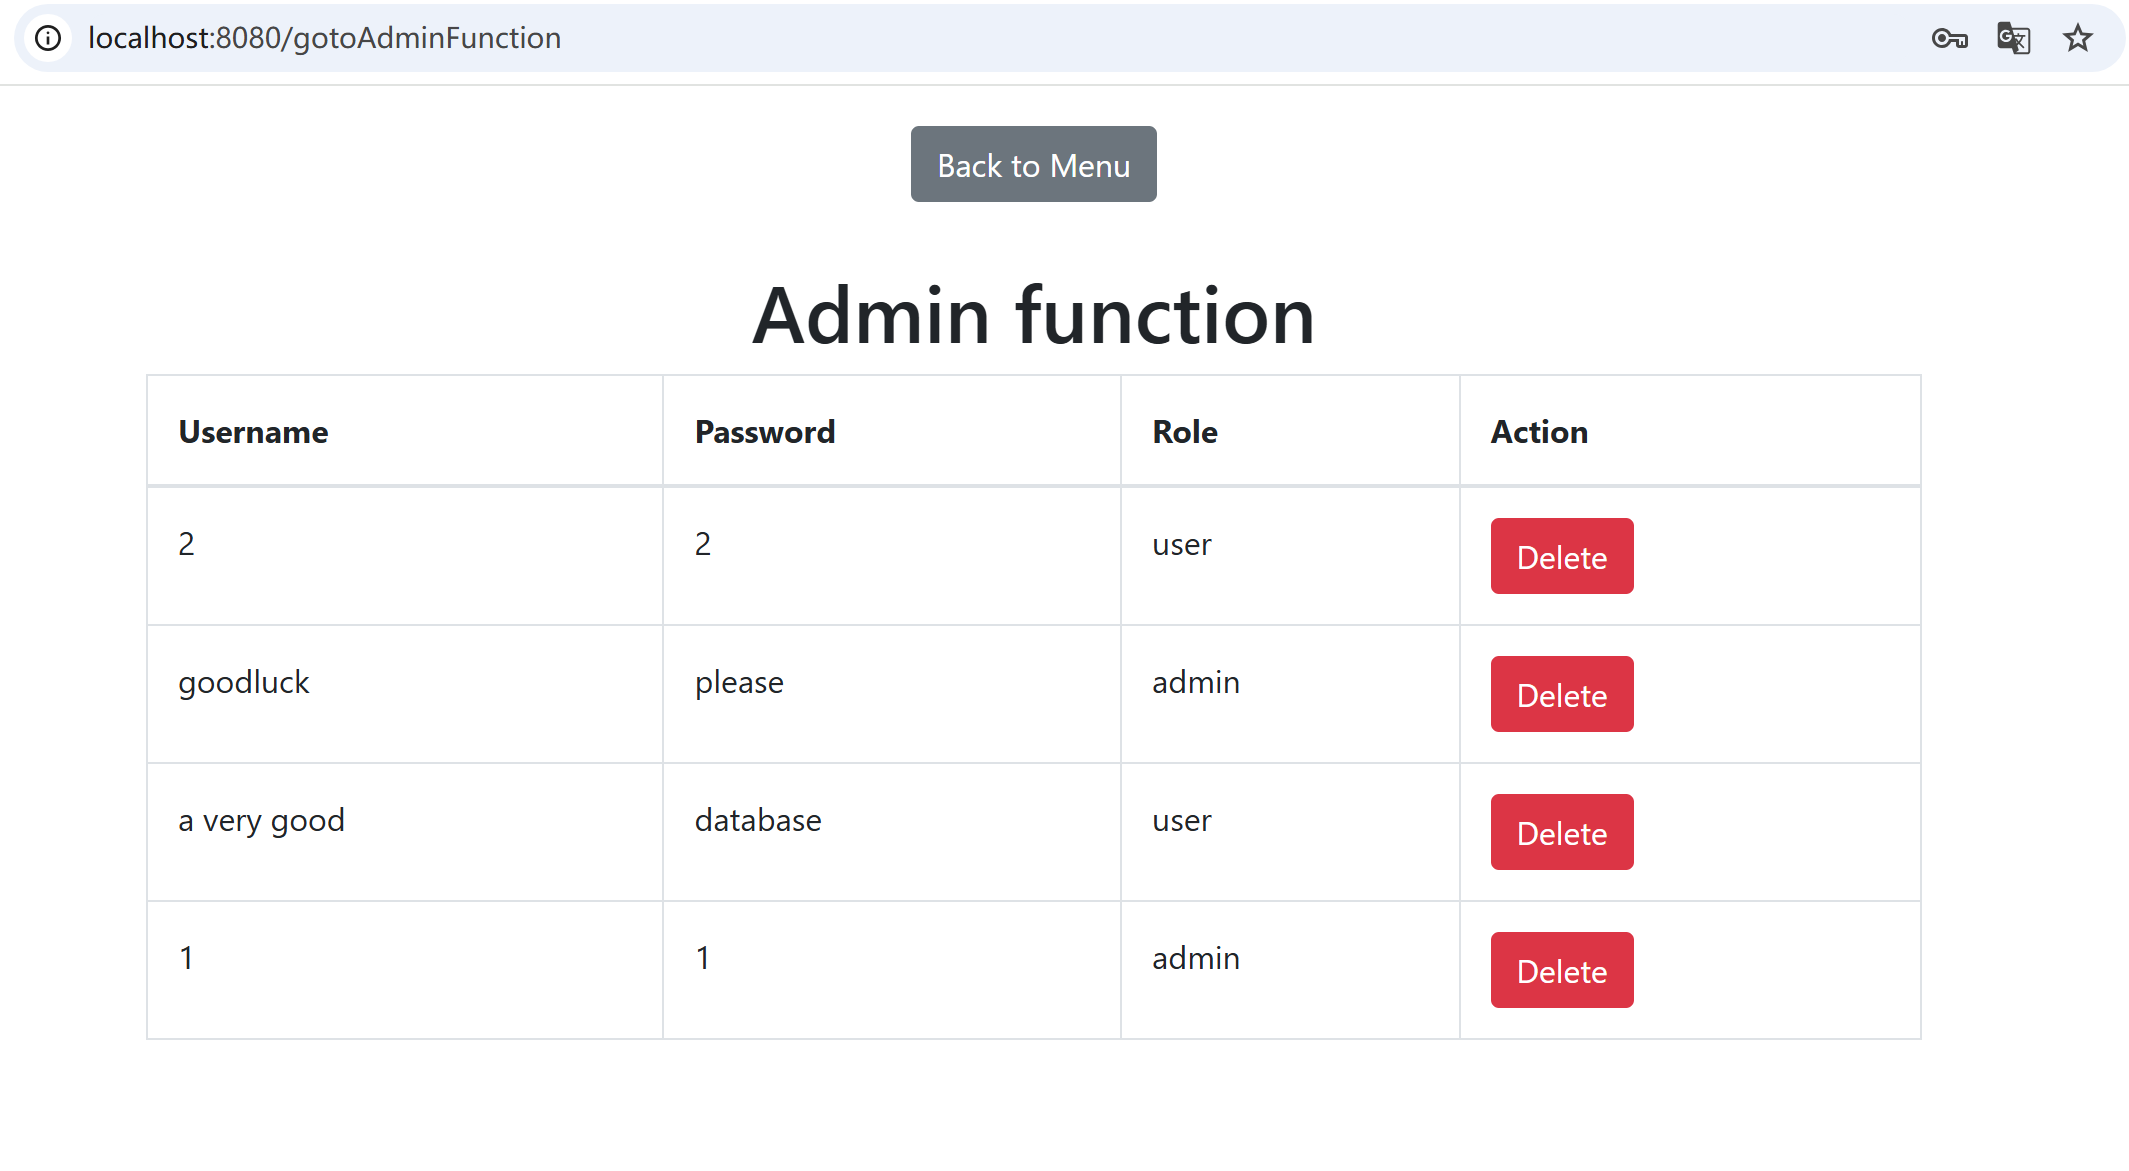 localhost:8080/gotoAdminFunction
Back to Menu
Admin function
Username Password Role Action
2 2 user Delete
goodluck please admin Delete
a very good database user Delete
1 1 admin Delete